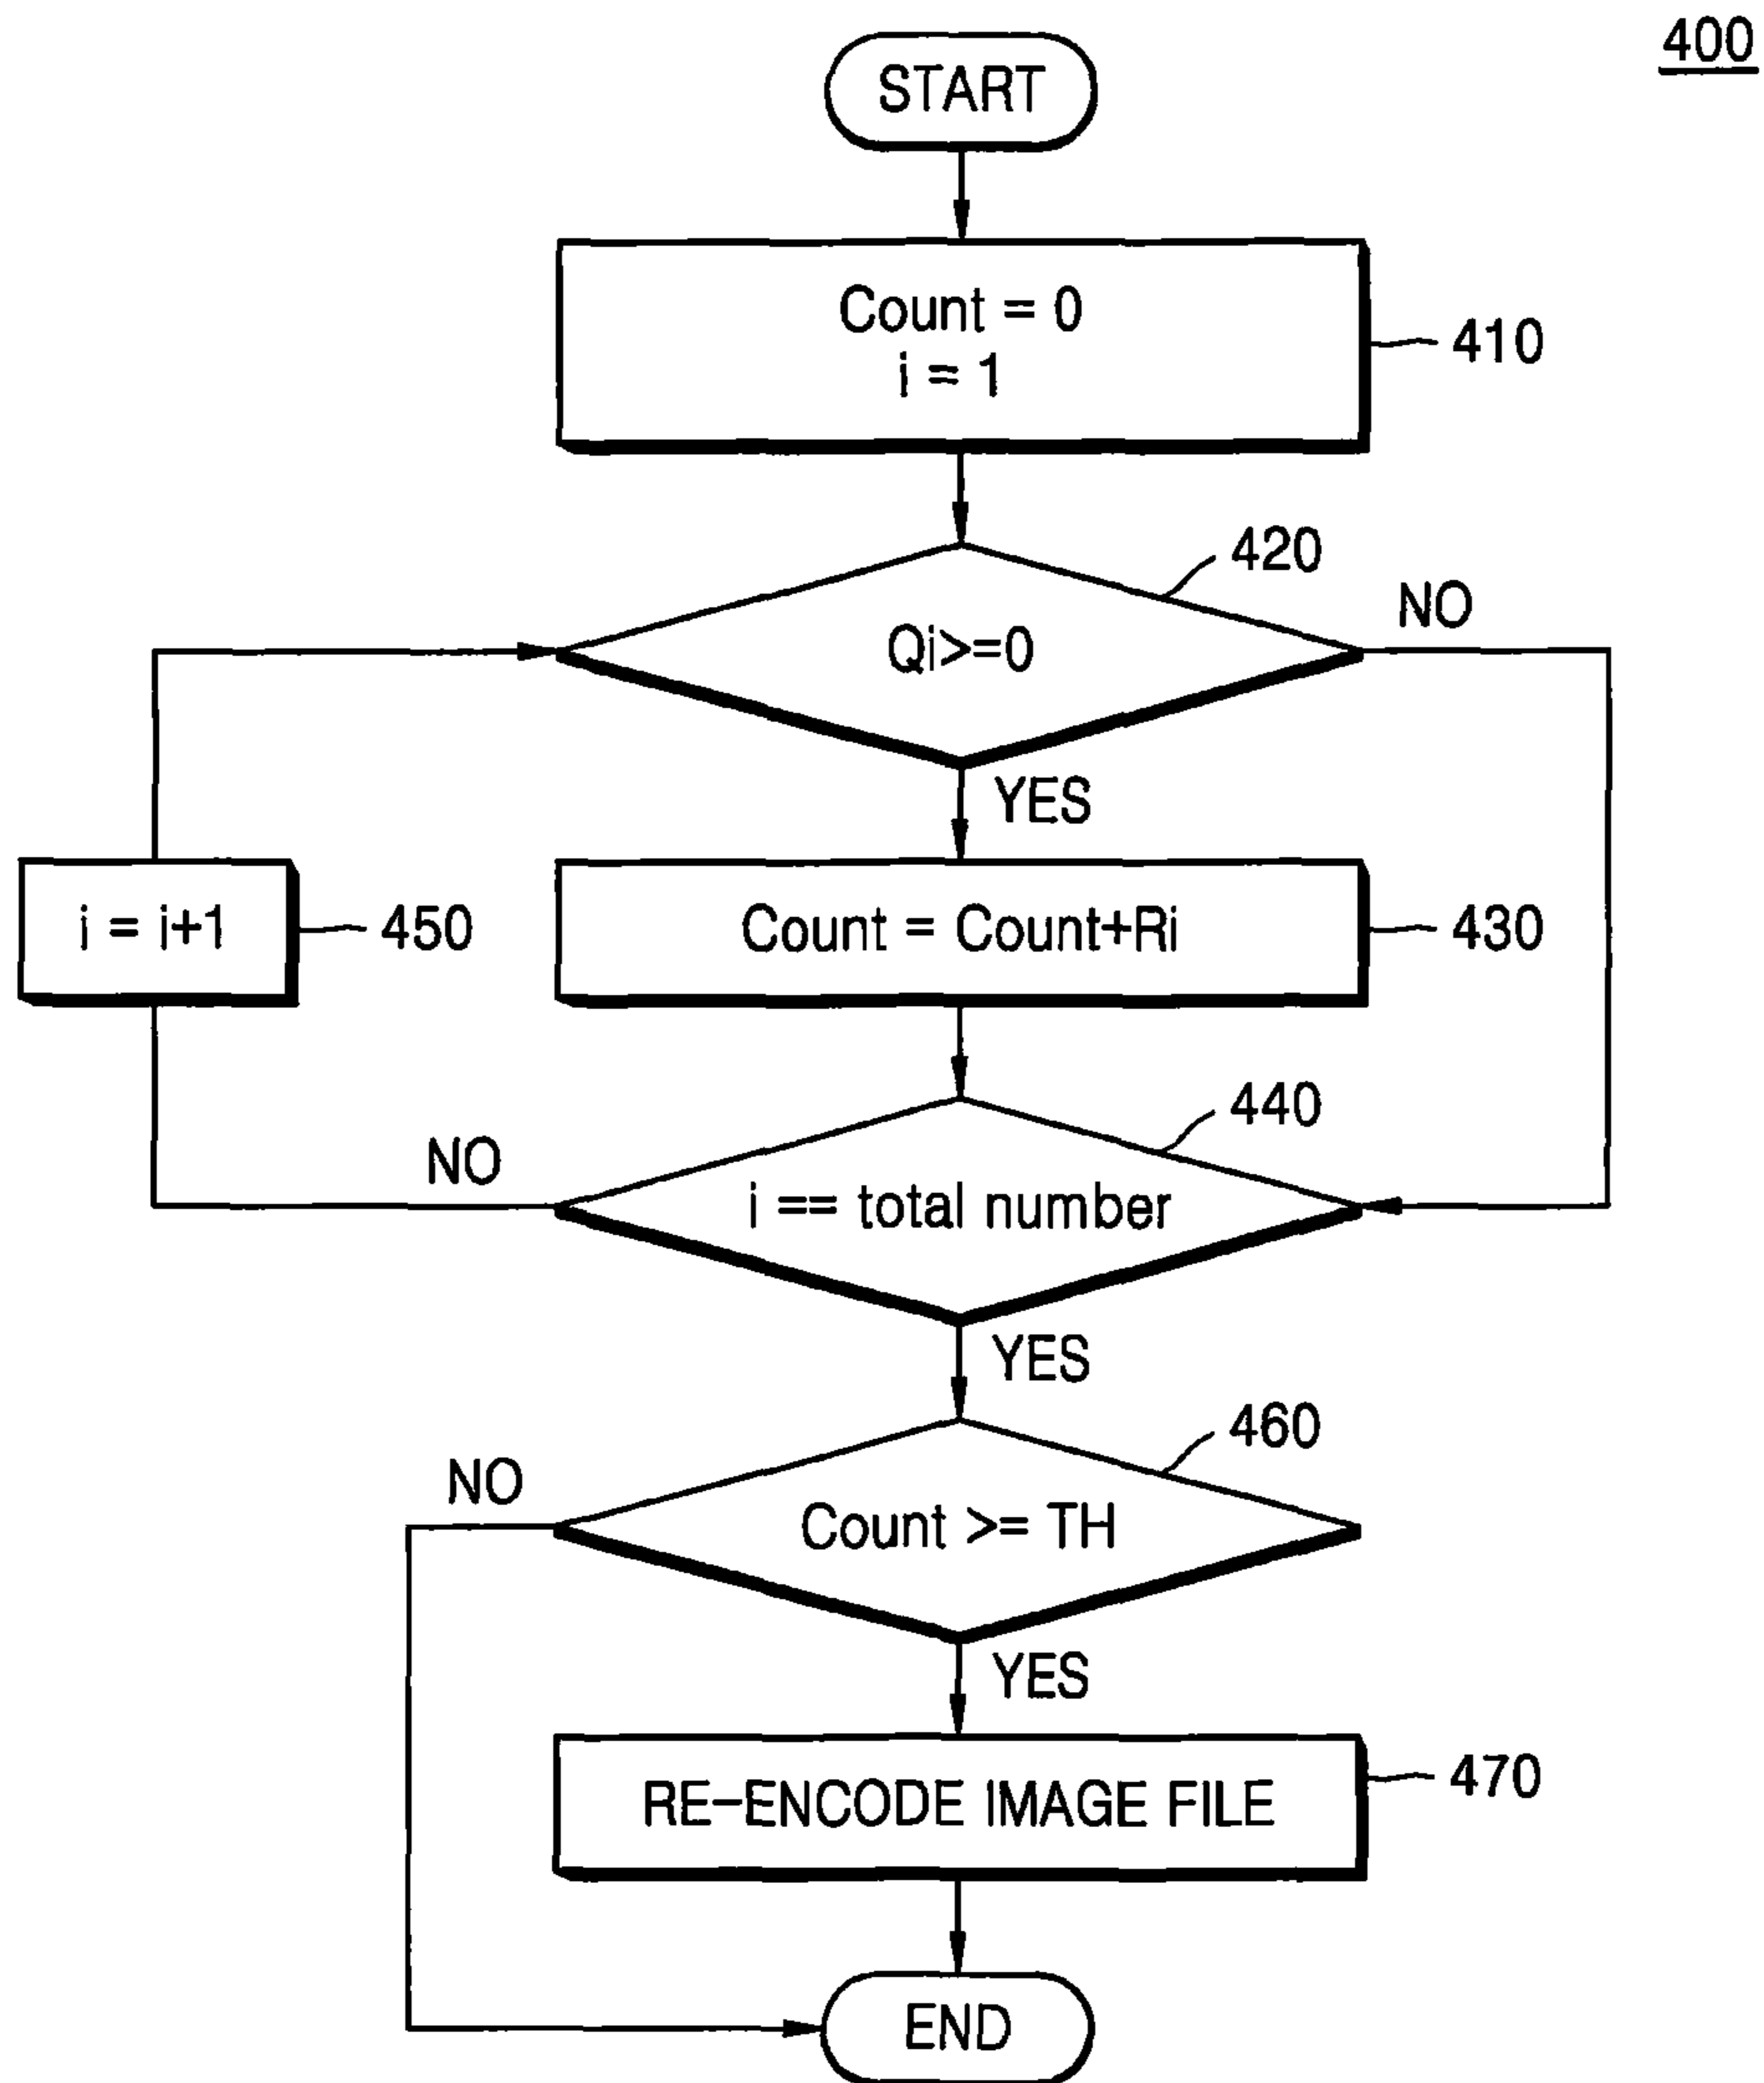 400
START
Count = 0
i = 1
410
420
Qi>=0
NO
YES
i = i+1
450
Count = Count+Ri
430
440
NO
i == total number
YES
460
NO
Count >= TH
YES
RE-ENCODE IMAGE FILE
470
END